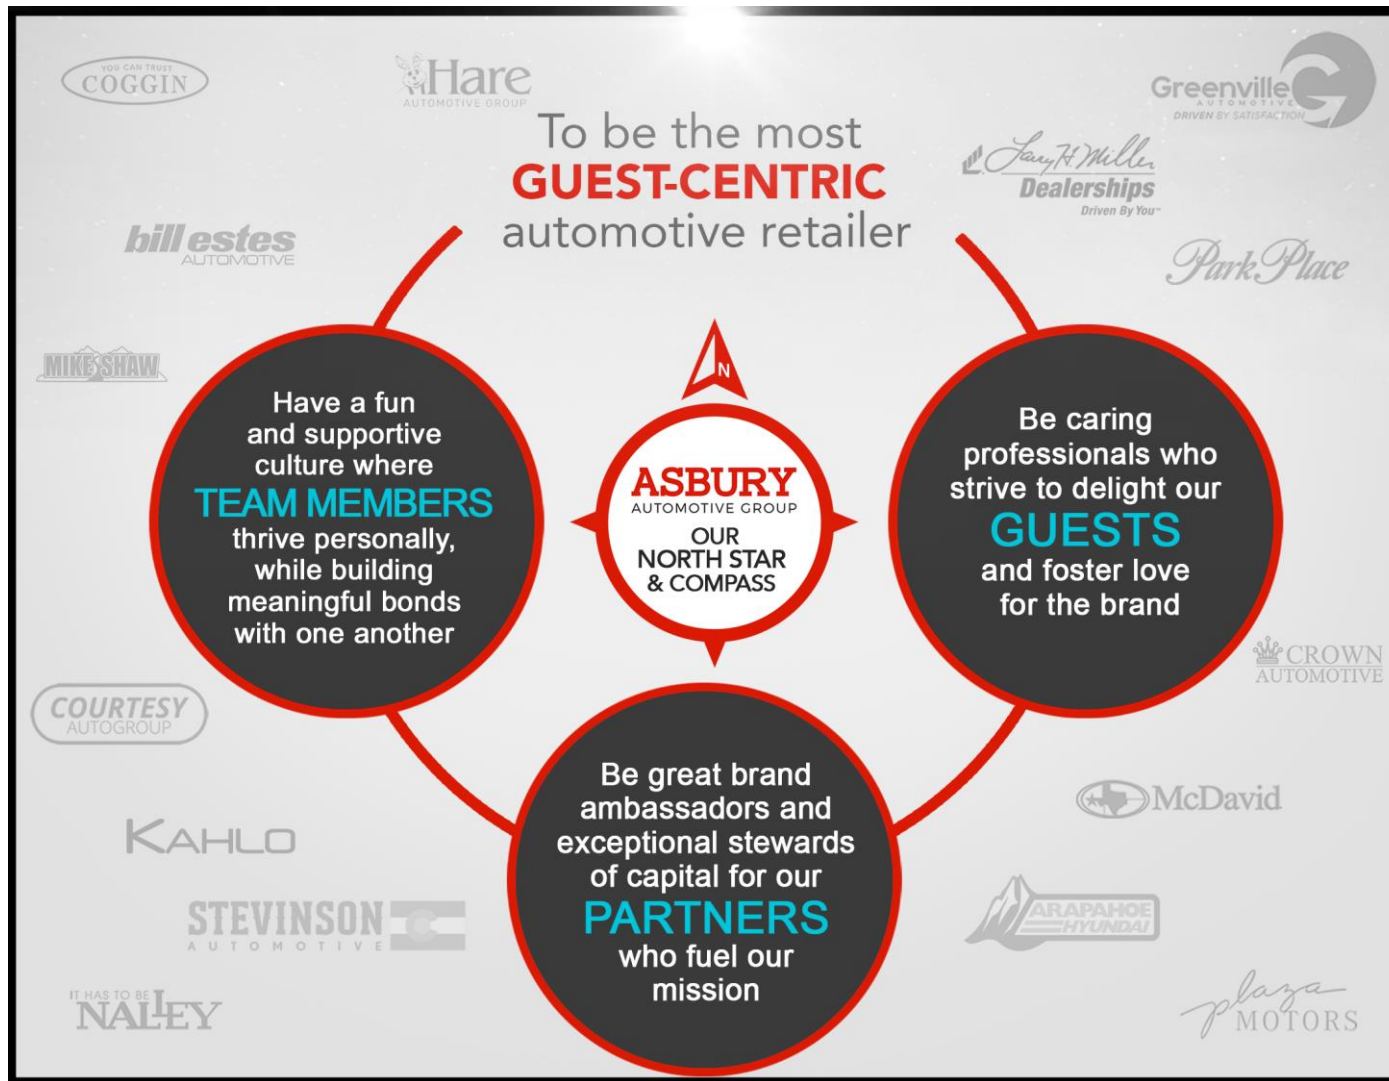 YOU CAN TRUST
COGGIN
Hare
AUTOMOTIVE GROUP
Greenville
AUTOMOTIVE
DRIVEN BY SATISFACTION
Larry H. Miller
Dealerships
Driven By You℠
bill estes
AUTOMOTIVE
Park Place
To be the most
GUEST-CENTRIC
automotive retailer
MIKE SHAW
N
Have a fun
and supportive
culture where
TEAM MEMBERS
thrive personally,
while building
meaningful bonds
with one another
ASBURY
AUTOMOTIVE GROUP
OUR
NORTH STAR
& COMPASS
Be caring
professionals who
strive to delight our
GUESTS
and foster love
for the brand
CROWN
AUTOMOTIVE
COURTESY
AUTOGROUP
Be great brand
ambassadors and
exceptional stewards
of capital for our
PARTNERS
who fuel our
mission
McDavid
KAHLO
STEVINSON
AUTOMOTIVE
ARAPAHOE
HYUNDAI
IT HAS TO BE
NALLEY
plaza
MOTORS